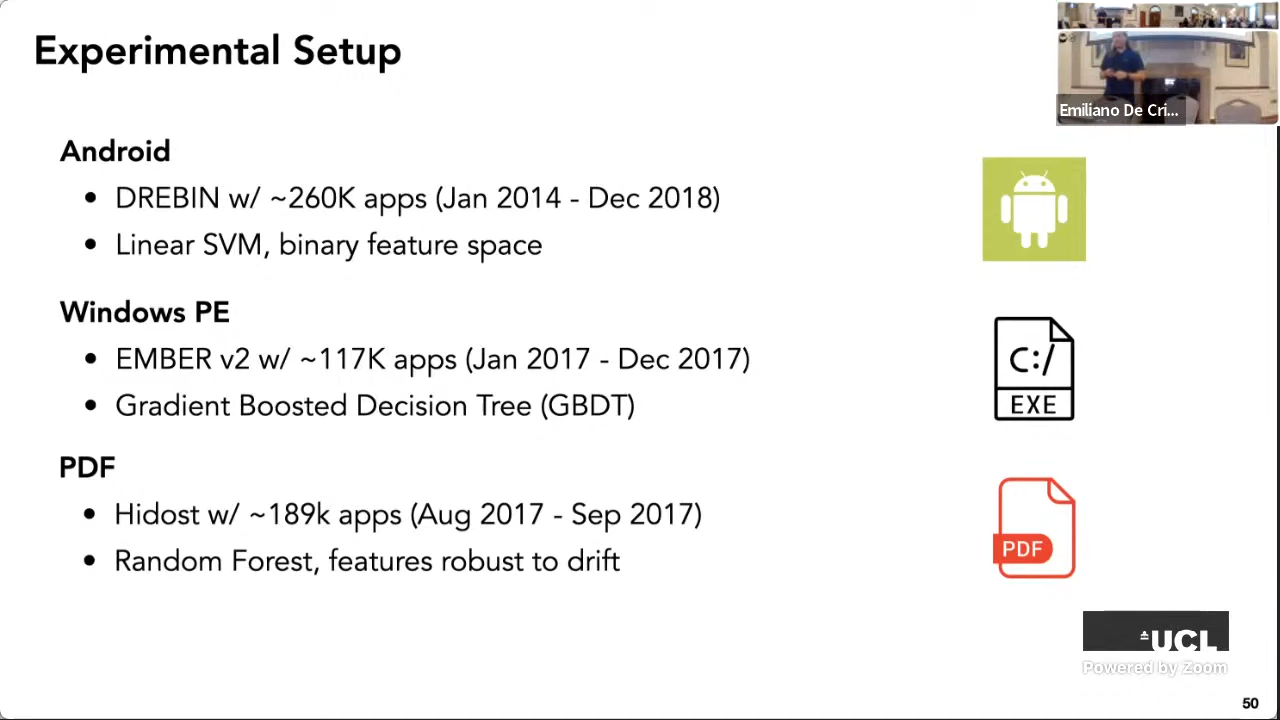 Experimental Setup
Emiliano De Cri...
Android
• DREBIN w/ ~260K apps (Jan 2014 - Dec 2018)
• Linear SVM, binary feature space
Windows PE
• EMBER v2 w/ ~117K apps (Jan 2017 - Dec 2017)
• Gradient Boosted Decision Tree (GBDT)
C:/
EXE
PDF
• Hidost w/ ~189k apps (Aug 2017 - Sep 2017)
• Random Forest, features robust to drift
PDF
UCL
Powered by Zoom
50